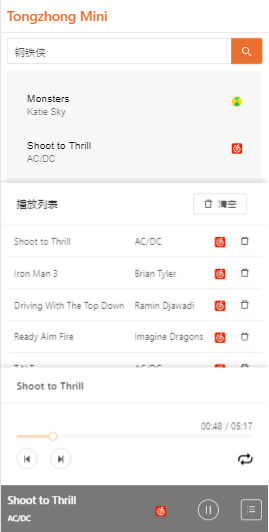 Tongzhong Mini
钢铁侠
Monsters
Katie Sky
Shoot to Thrill
AC/DC
播放列表 清空
Shoot to Thrill AC/DC
Iron Man 3 Brian Tyler
Driving With The Top Down Ramin Djawadi
Ready Aim Fire Imagine Dragons
Shoot to Thrill
00:48 / 05:17
Shoot to Thrill
AC/DC